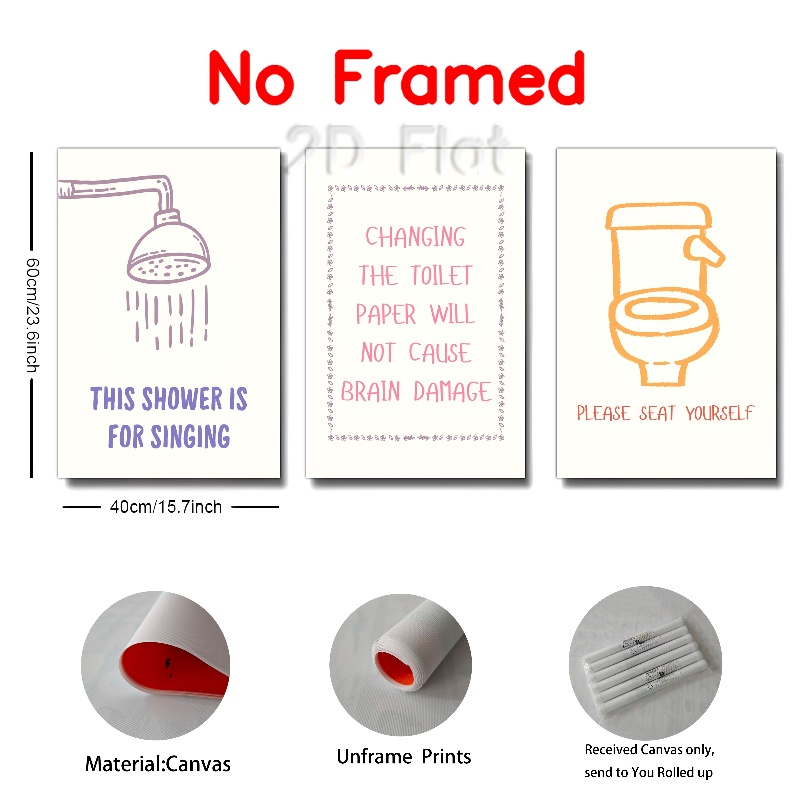 No Framed
2D Flat
60cm/23.6inch
THIS SHOWER IS
FOR SINGING
CHANGING
THE TOILET
PAPER WILL
NOT CAUSE
BRAIN DAMAGE
PLEASE SEAT YOURSELF
40cm/15.7inch
Material:Canvas
Unframe Prints
Received Canvas only,
send to You Rolled up